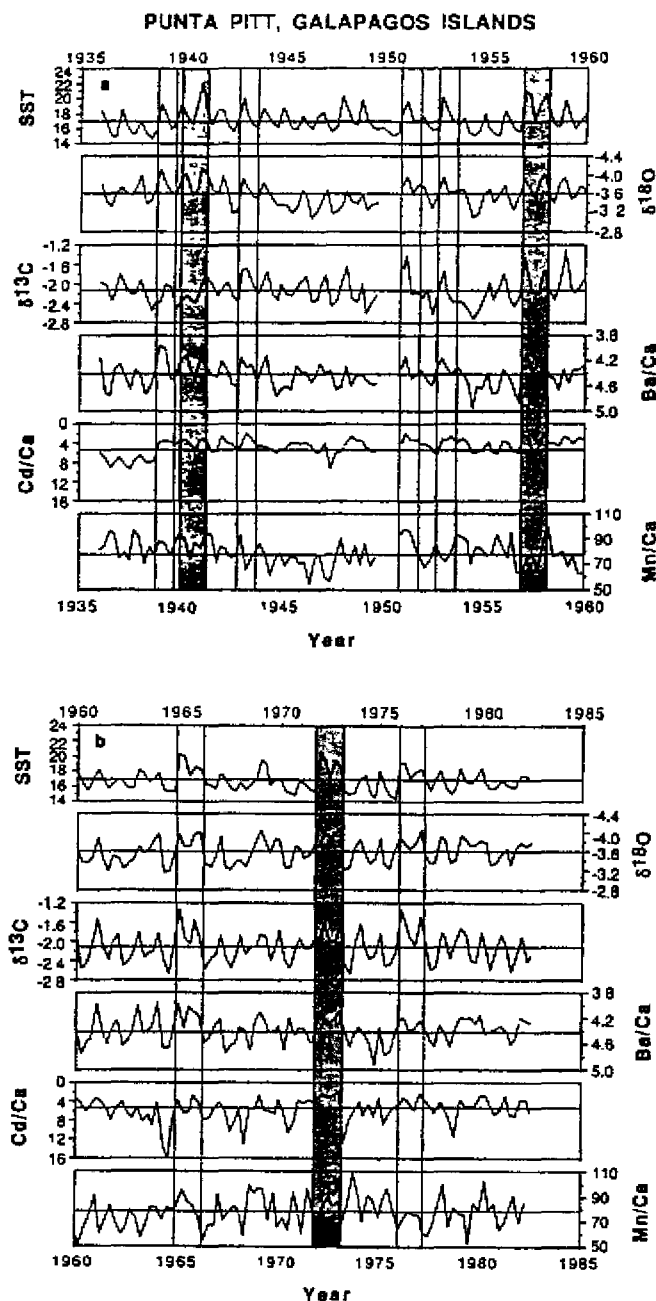 PUNTA PITT, GALAPAGOS ISLANDS
1935 1940 1945 1950 1955 1960
a
SST
24
22
20
18
16
14
-4.4
-4.0
-3.6
-3.2
-2.8
δ18O
δ13C
-1.2
-1.6
-2.0
-2.4
-2.8
3.8
4.2
4.6
5.0
Ba/Ca
Cd/Ca
0
4
8
12
16
110
90
70
50
Mn/Ca
1935 1940 1945 1950 1955 1960
Year
1960 1965 1970 1975 1980 1985
b
SST
24
22
20
18
16
14
-4.4
-4.0
-3.6
-3.2
-2.8
δ18O
δ13C
-1.2
-1.6
-2.0
-2.4
-2.8
3.8
4.2
4.6
5.0
Ba/Ca
Cd/Ca
0
4
8
12
16
110
90
70
50
Mn/Ca
1960 1965 1970 1975 1980 1985
Year